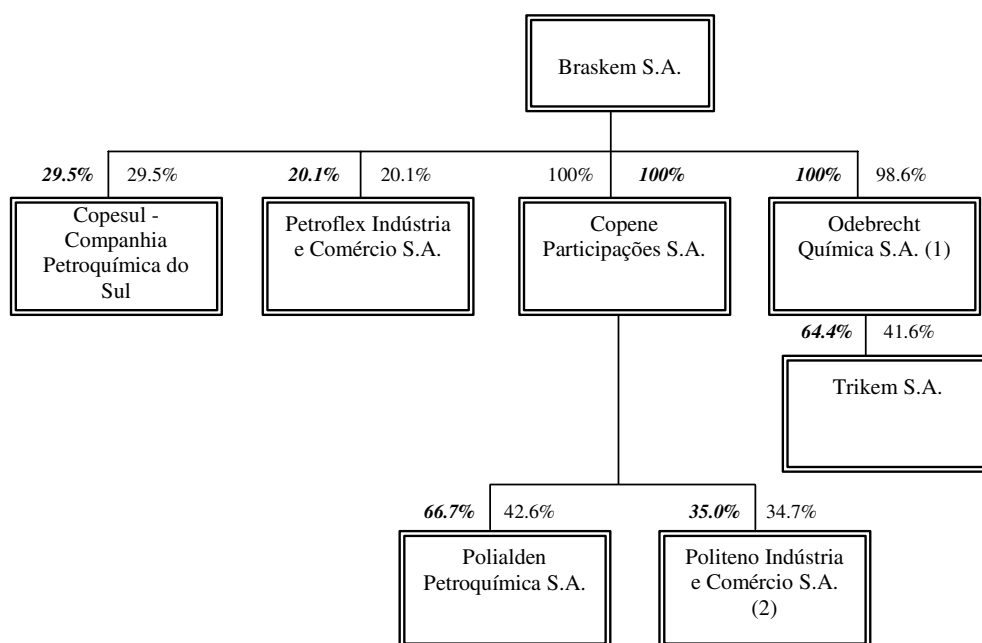 Braskem S.A.
29.5% 29.5%
20.1% 20.1%
100% 100%
100% 98.6%
Copesul -
Companhia
Petroquímica do
Sul
Petroflex Indústria
e Comércio S.A.
Copene
Participações S.A.
Odebrecht
Química S.A. (1)
64.4% 41.6%
Trikem S.A.
66.7% 42.6%
35.0% 34.7%
Polialden
Petroquímica S.A.
Politeno Indústria
e Comércio S.A.
(2)